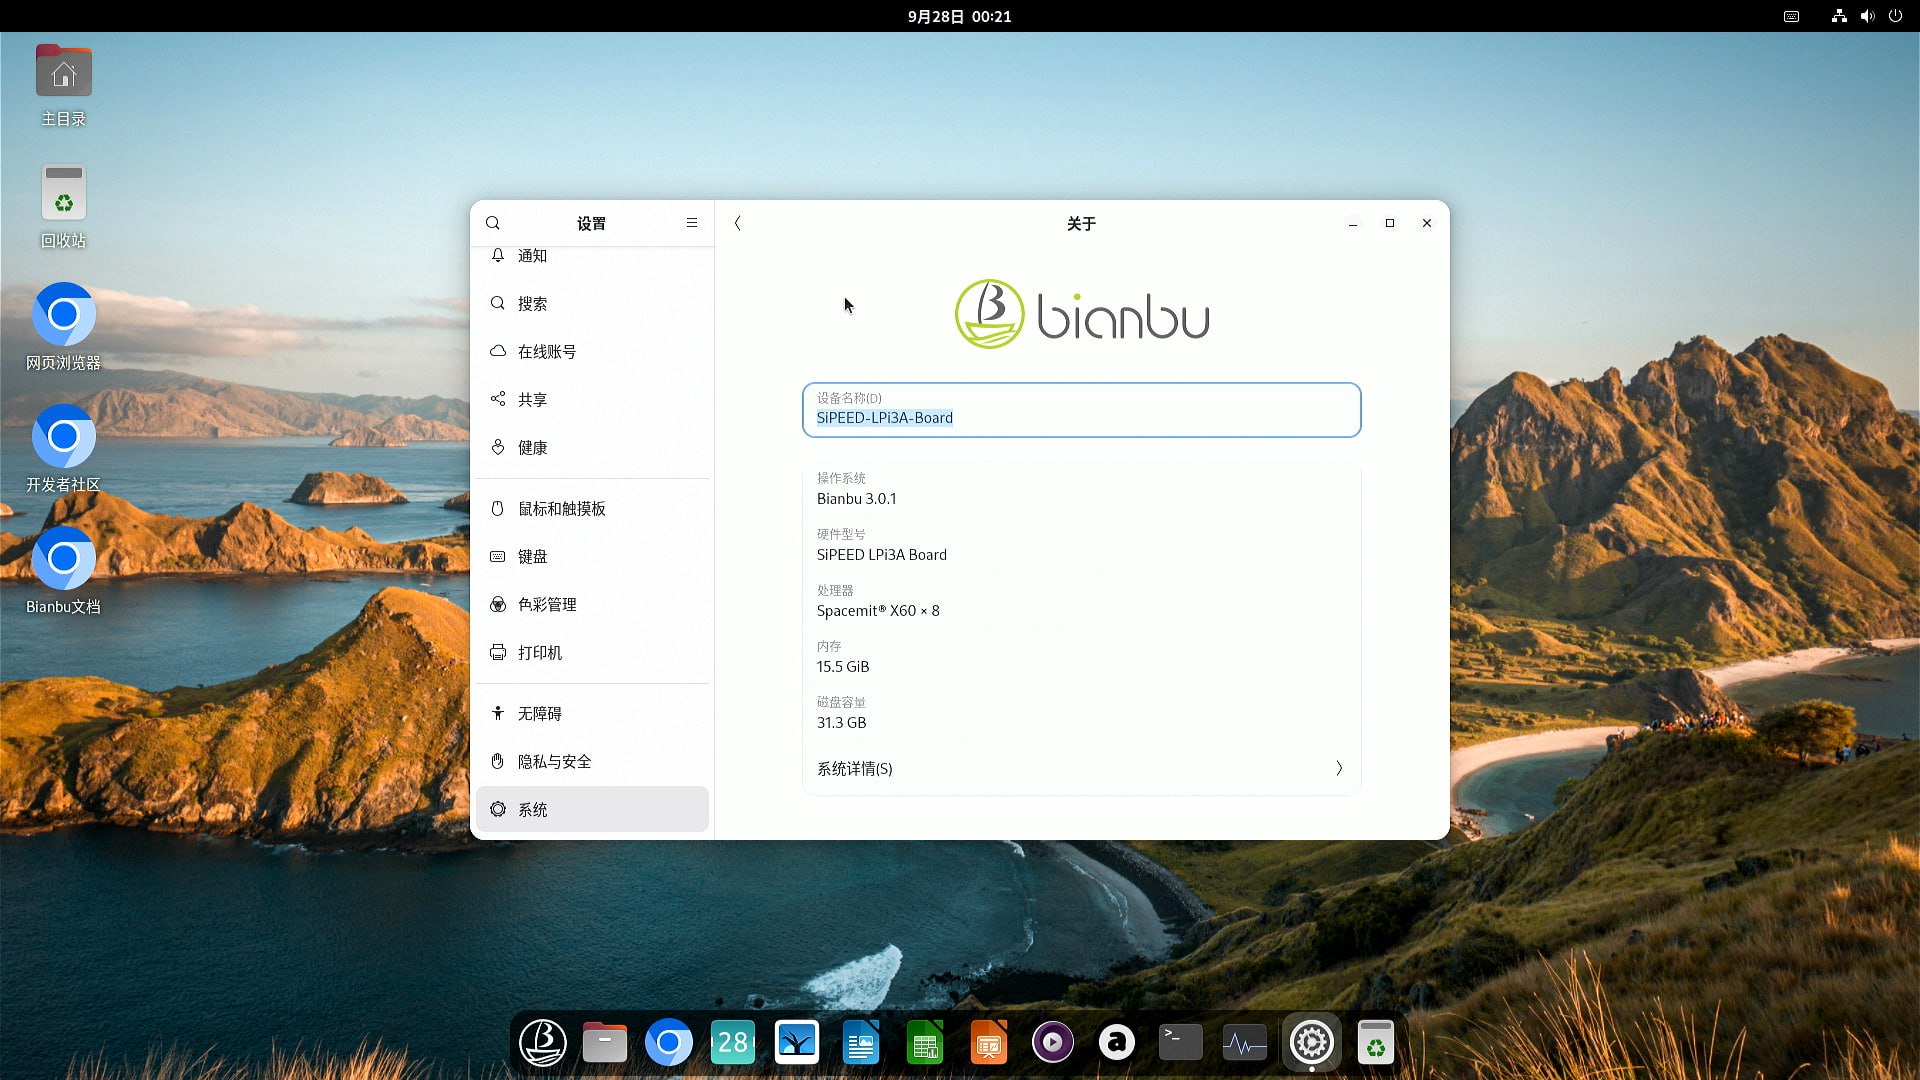 9月28日 00:21
主目录
回收站
网页浏览器
开发者社区
Bianbu文档
设置
通知
搜索
在线账号
共享
健康
鼠标和触摸板
键盘
色彩管理
打印机
无障碍
隐私与安全
系统
关于
bianbu
设备名称(D)
SiPEED-LPi3A-Board
操作系统
Bianbu 3.0.1
硬件型号
SiPEED LPi3A Board
处理器
Spacemit® X60 × 8
内存
15.5 GiB
磁盘容量
31.3 GB
系统详情(S)
28
a
>_